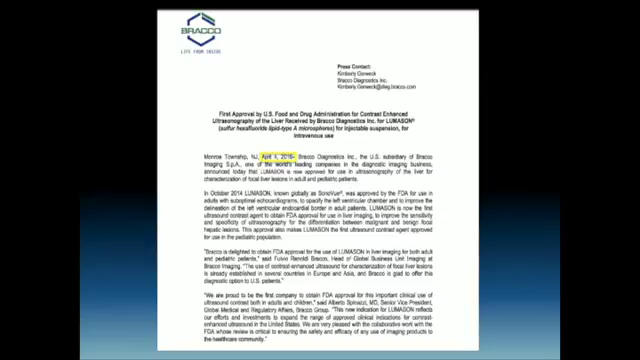 BRACCO
LIFE FROM INSIDE
Press Contact:
Kimberly Gerweck
Bracco Diagnostics Inc.
Kimberly.Gerweck@diag.bracco.com
First Approval by U.S. Food and Drug Administration for Contrast Enhanced
Ultrasonography of the Liver Received by Bracco Diagnostics Inc. for LUMASON®
(sulfur hexafluoride lipid-type A microspheres) for injectable suspension, for
intravenous use
Monroe Township, NJ, April 1, 2016- Bracco Diagnostics Inc., the U.S. subsidiary of Bracco
Imaging S.p.A., one of the world's leading companies in the diagnostic imaging business,
announced today that LUMASON is now approved for use in ultrasonography of the liver for
characterization of focal liver lesions in adult and pediatric patients.
In October 2014 LUMASON, known globally as SonoVue®, was approved by the FDA for use in
adults with suboptimal echocardiograms, to opacify the left ventricular chamber and to improve the
delineation of the left ventricular endocardial border in adult patients. LUMASON is now the first
ultrasound contrast agent to obtain FDA approval for use in liver imaging, to improve the sensitivity
and specificity of ultrasonography for the differentiation between malignant and benign focal
hepatic lesions. This approval also makes LUMASON the first ultrasound contrast agent approved
for use in the pediatric population.
"Bracco is delighted to obtain FDA approval for the use of LUMASON in liver imaging for both adult
and pediatric patients," said Fulvio Renoldi Bracco, Head of Global Business Unit Imaging at
Bracco Imaging. "The use of contrast-enhanced ultrasound for characterization of focal liver lesions
is already established in several countries in Europe and Asia, and Bracco is glad to offer this
diagnostic option to U.S. patients."
"We are proud to be the first company to obtain FDA approval for this important clinical use of
ultrasound contrast both in adults and children," said Alberto Spinazzi, MD, Senior Vice President,
Global Medical and Regulatory Affairs, Bracco Group. "This new indication for LUMASON reflects
our efforts and investments to expand the range of approved clinical indications for contrast-
enhanced ultrasound in the United States. We are very pleased with the collaborative work with the
FDA whose review is critical to ensuring the safety and efficacy of any use of imaging products to
the healthcare community."